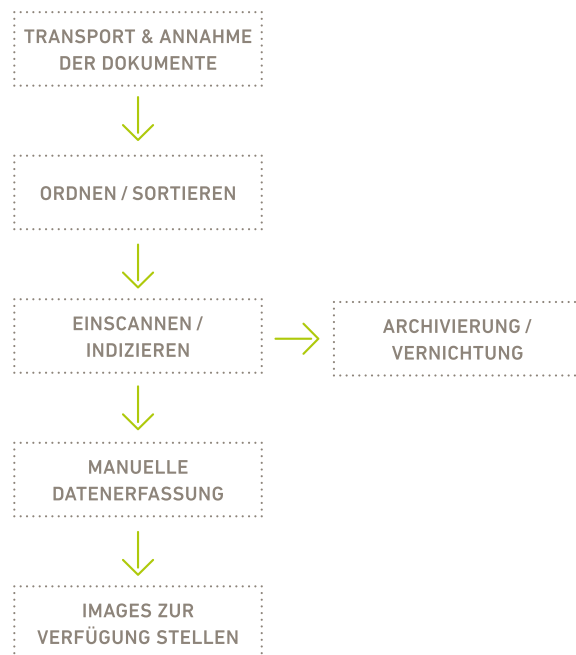 TRANSPORT & ANNAHME
DER DOKUMENTE
ORDNEN / SORTIEREN
EINSCANNEN /
INDIZIEREN
ARCHIVIERUNG /
VERNICHTUNG
MANUELLE
DATENERFASSUNG
IMAGES ZUR
VERFÜGUNG STELLEN